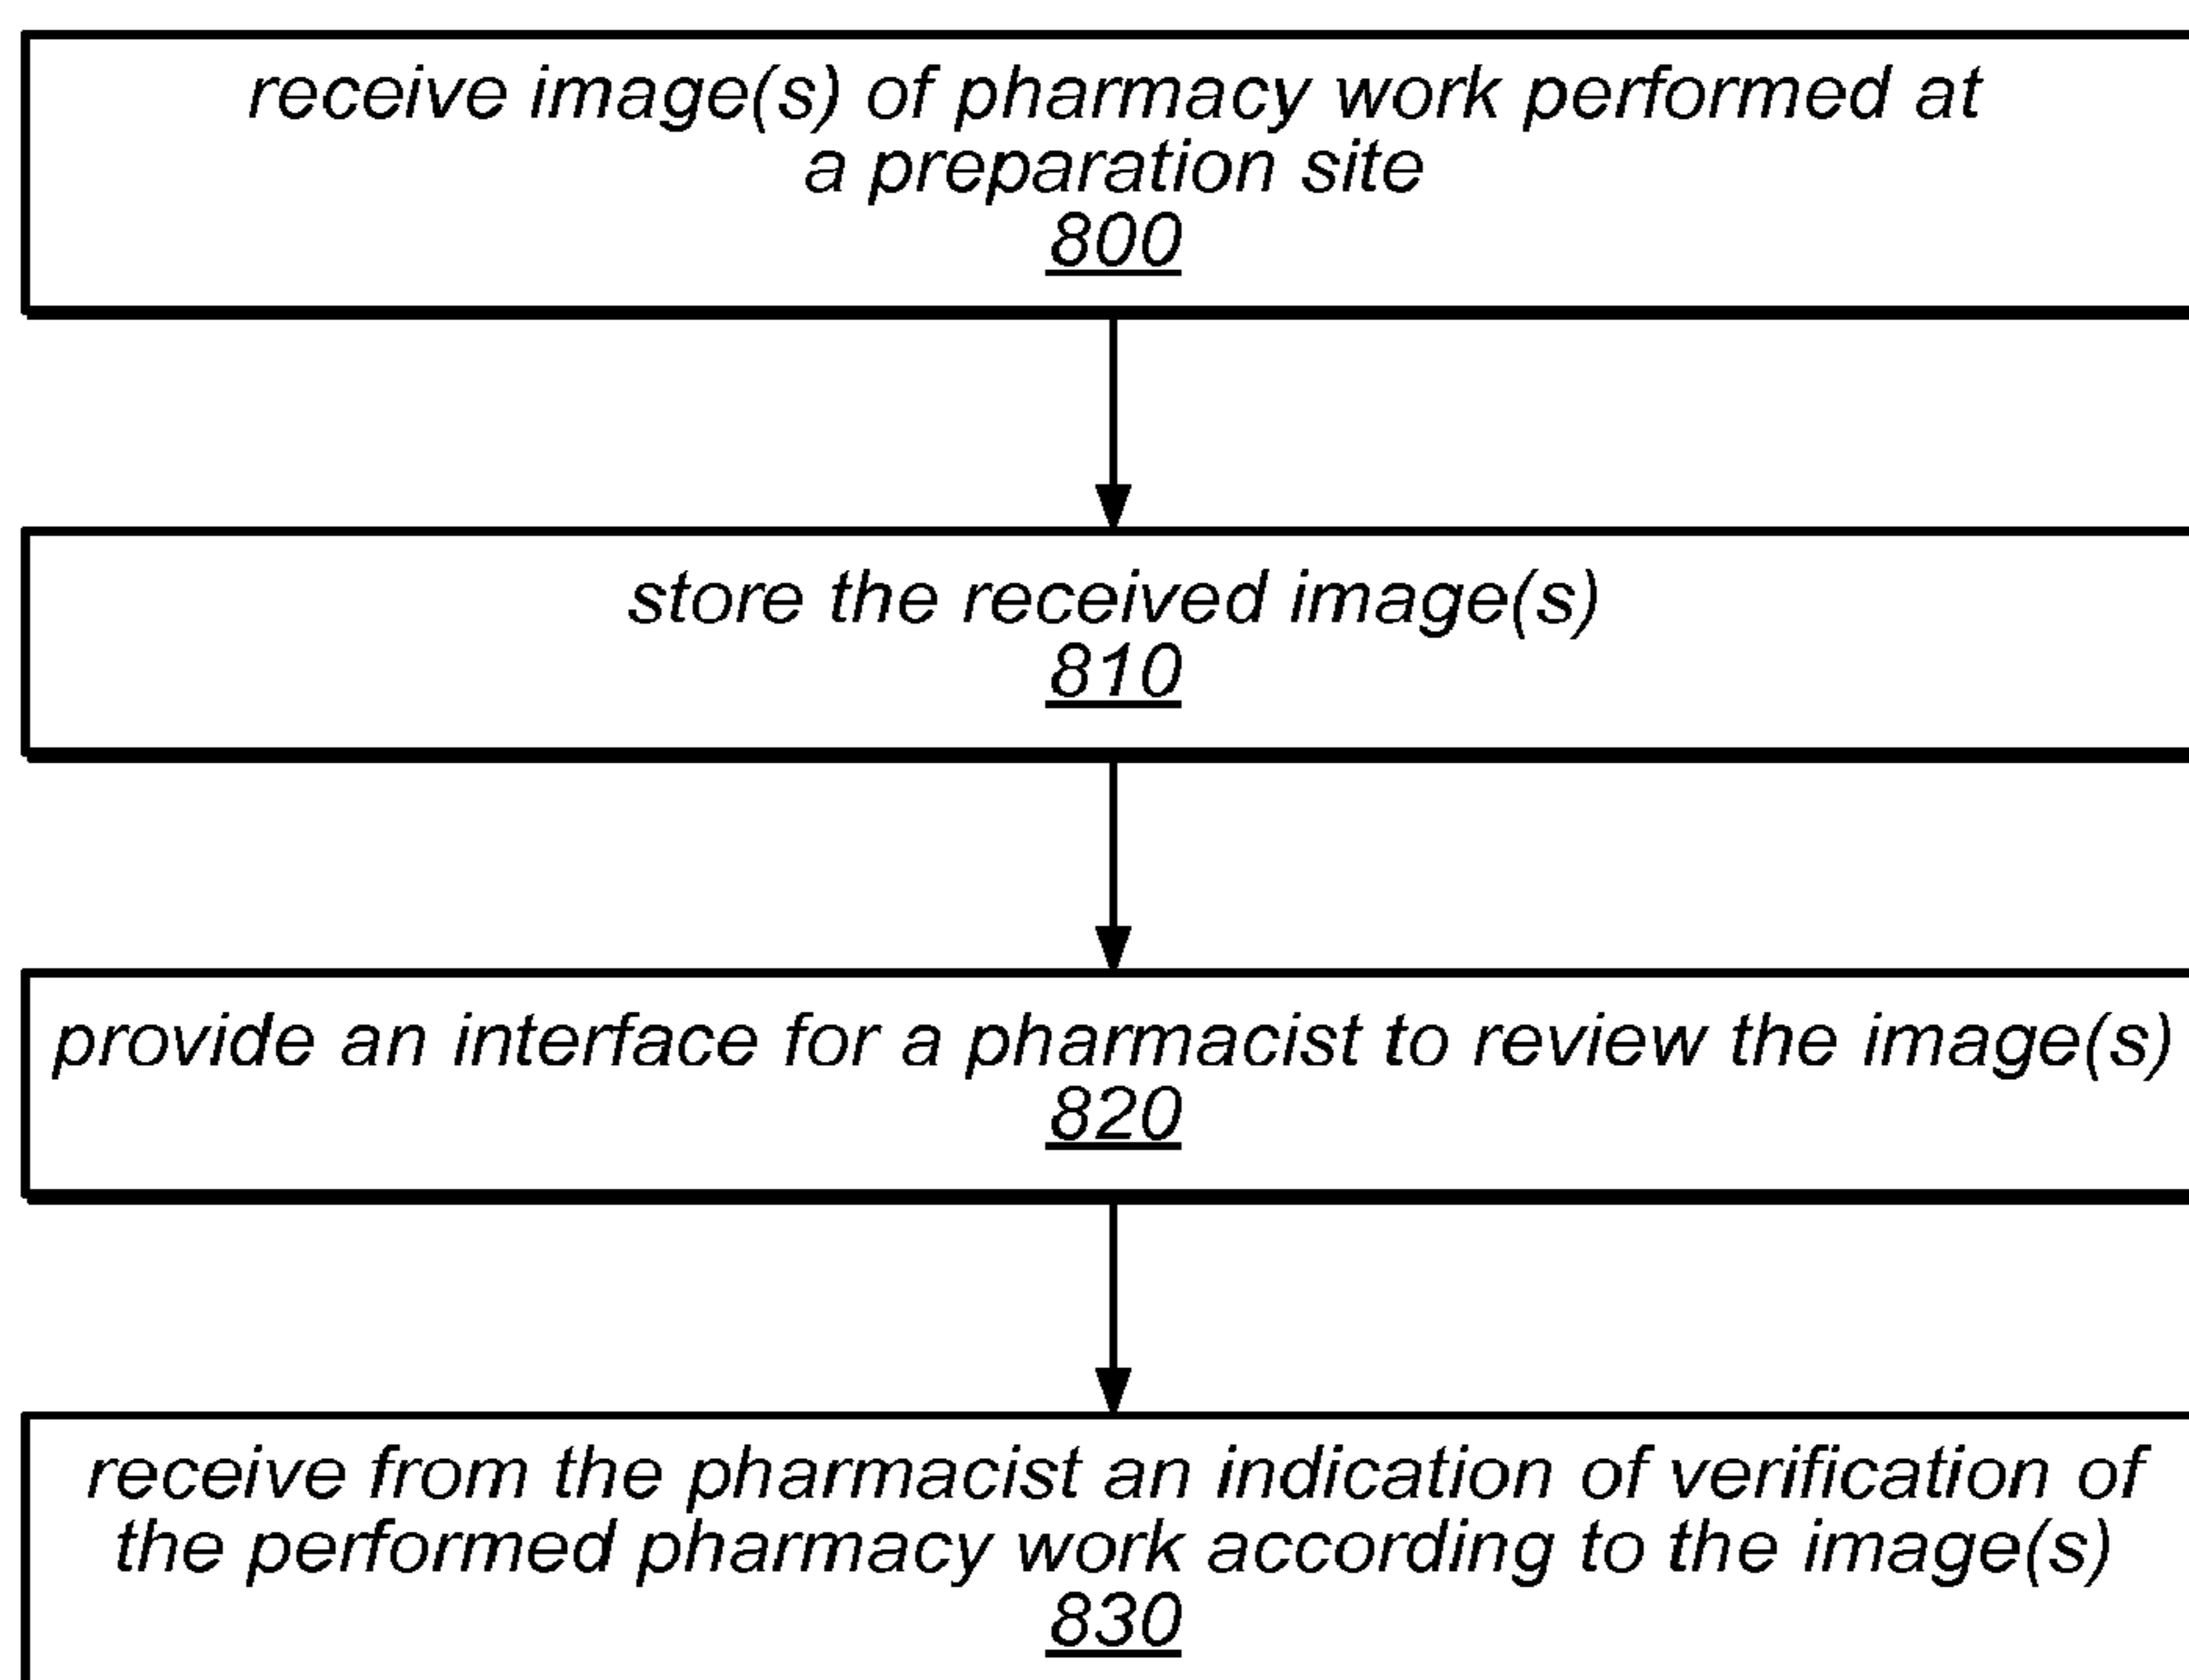 receive image(s) of pharmacy work performed at
a preparation site
800
store the received image(s)
810
provide an interface for a pharmacist to review the image(s)
820
receive from the pharmacist an indication of verification of
the performed pharmacy work according to the image(s)
830